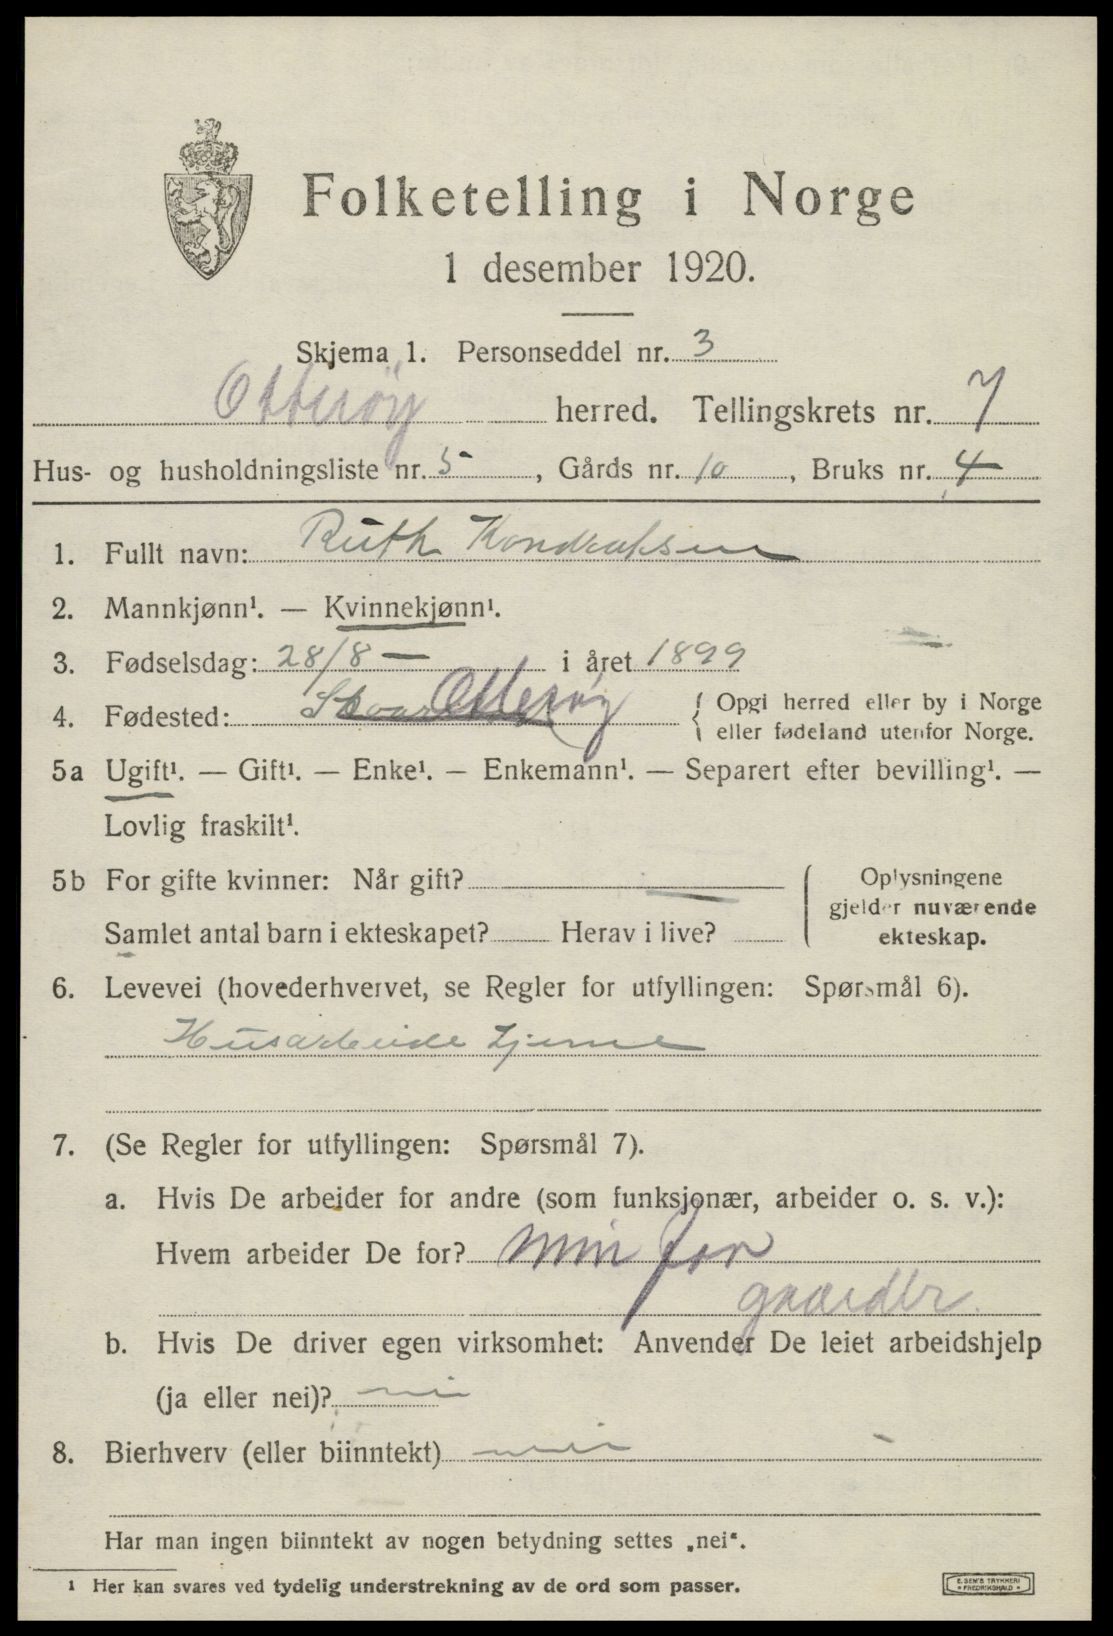 Folketelling i Norge
1 desember 1920.
Skjema 1. Personseddel nr. 3
Otterøy herred. Tellingskrets nr. 7
Hus- og husholdningsliste nr. 5, Gårds nr. 10, Bruks nr. 4
1. Fullt navn: Ruth Kondraksen
2. Mannkjønn¹. — Kvinnekjønn¹.
3. Fødselsdag: 28/8 — i året 1899
4. Fødested: Otterøy { Opgi herred eller by i Norge
eller fødeland utenfor Norge.
5a Ugift¹. — Gift¹. — Enke¹. — Enkemann¹. — Separert efter bevilling¹. —
Lovlig fraskilt¹.
5b For gifte kvinner: Når gift? { Oplysningene
gjelder nuværende
Samlet antal barn i ekteskapet? Herav i live? ekteskap.
6. Levevei (hovederhvervet, se Regler for utfyllingen: Spørsmål 6).
Husarbeide hjeme
7. (Se Regler for utfyllingen: Spørsmål 7).
a. Hvis De arbeider for andre (som funksjonær, arbeider o. s. v.):
Hvem arbeider De for? min far
gaardbr.
b. Hvis De driver egen virksomhet: Anvender De leiet arbeidshjelp
(ja eller nei)? nei
8. Bierhverv (eller biinntekt) nei
Har man ingen biinntekt av nogen betydning settes „nei“.
¹ Her kan svares ved tydelig understrekning av de ord som passer.
E. SEM'S TRYKKERI
• FREDRIKSHALD •